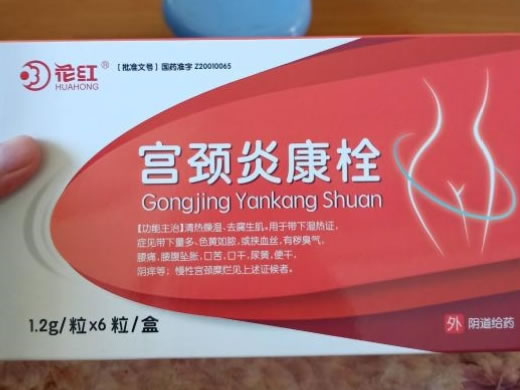 花红®
HUAHONG
【批准文号】国药准字 Z20010065
宫颈炎康栓
Gongjing Yankang Shuan
【功能主治】清热燥湿，去腐生肌。用于带下湿热证，
症见带下量多、色黄如脓，或挟血丝，有秽臭气，
腰痛，腰腹坠胀，口苦，口干，尿黄，便干，
阴痒等；慢性宫颈糜烂见上述证候者。
1.2g/粒×6粒/盒
外 阴道给药